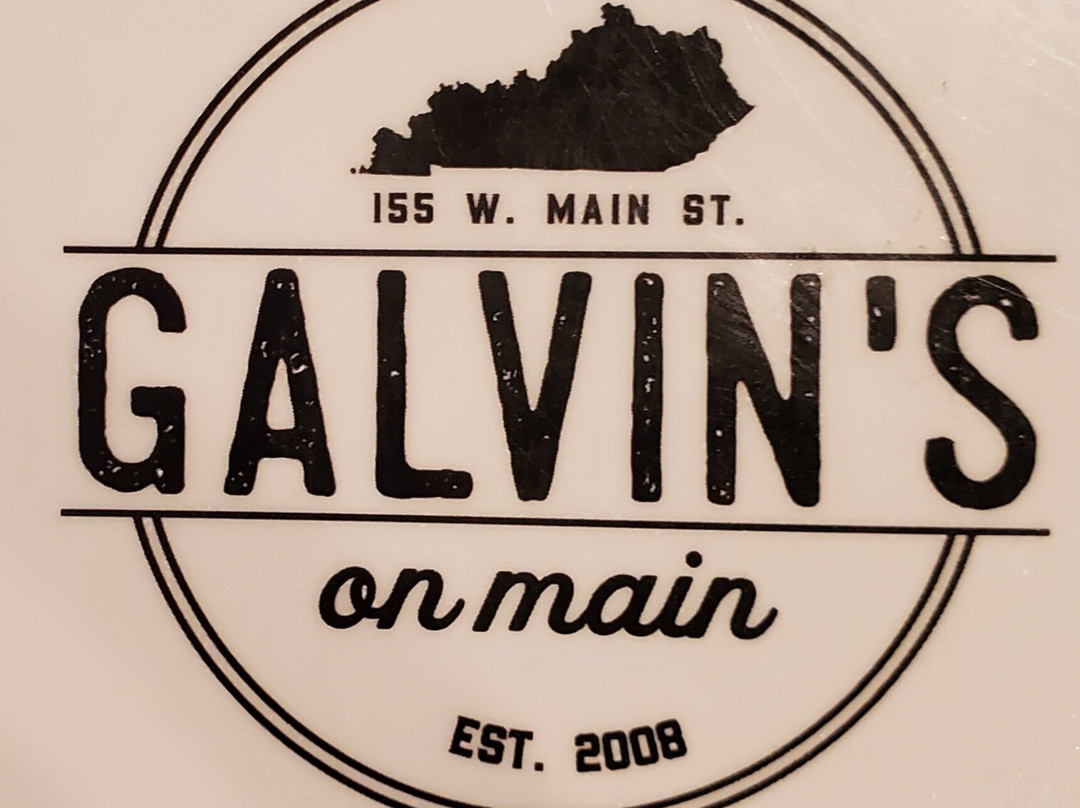 155 W. MAIN ST.
GALVIN'S
on main
EST. 2008